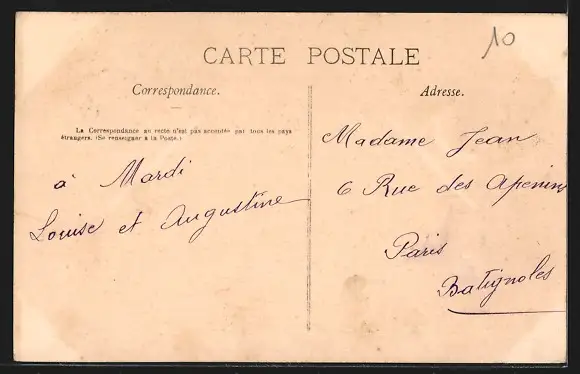 10
CARTE POSTALE
Correspondance.
La Correspondance au recto n'est pas acceptée par tous les pays
étrangers. (Se renseigner à la Poste.)
à Mardi
Louise et Augustine
Adresse.
Madame Jean
6 Rue des Apenins
Paris
Batignoles